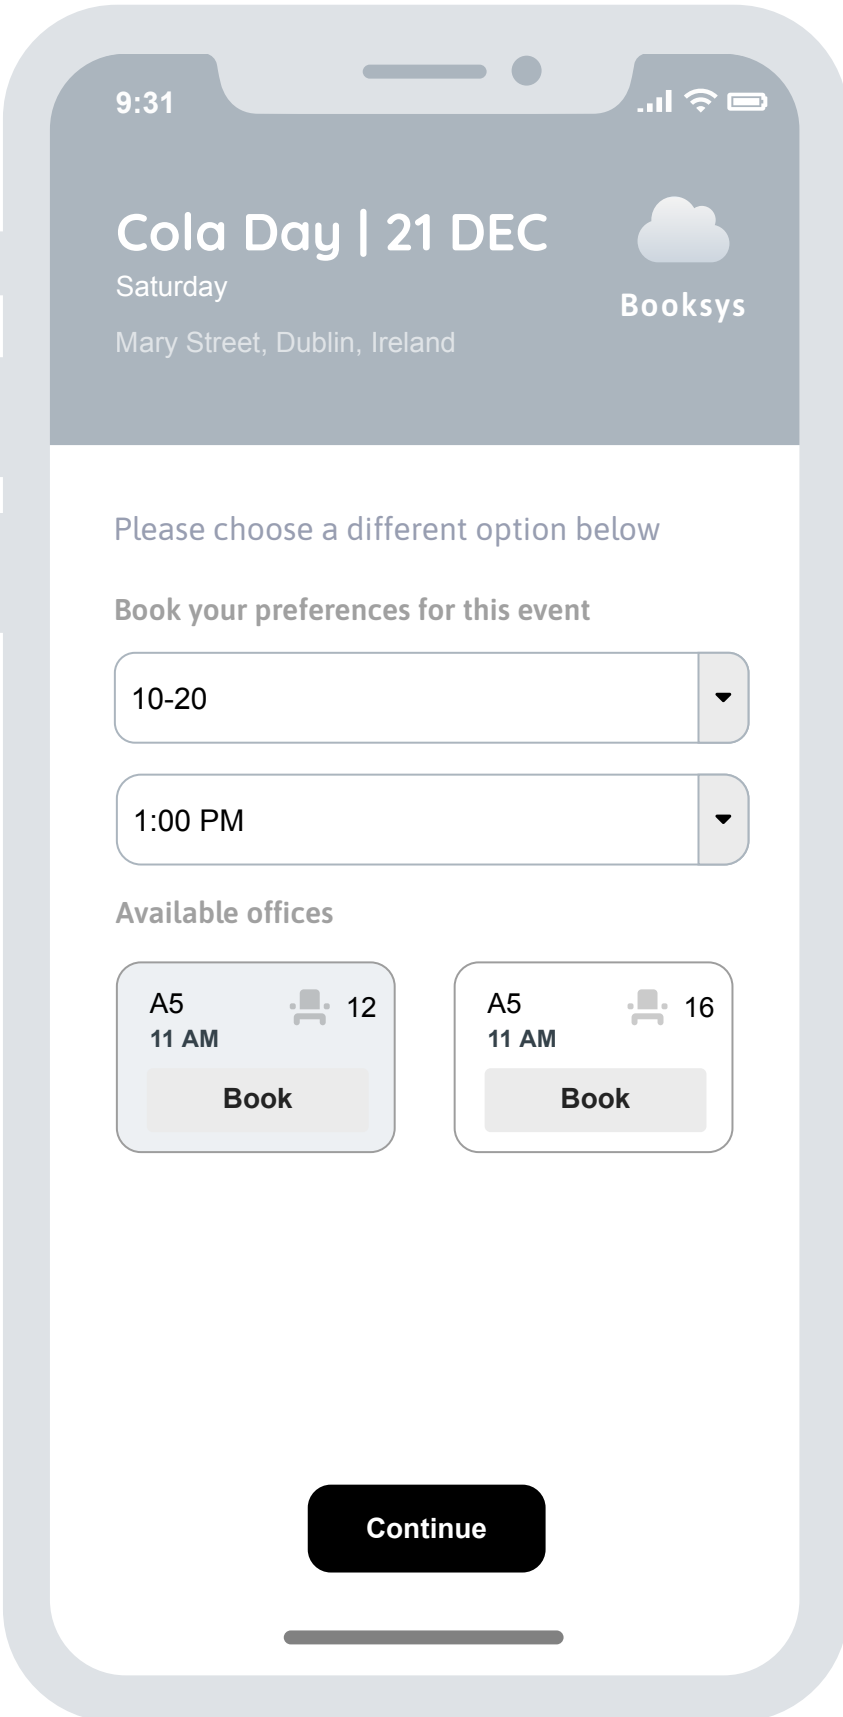 9:31
Cola Day | 21 DEC
Saturday
Booksys
Mary Street, Dublin, Ireland
Please choose a different option below
Book your preferences for this event
10-20
1:00 PM
Available offices
A5 12
11 AM
Book
A5 16
11 AM
Book
Continue